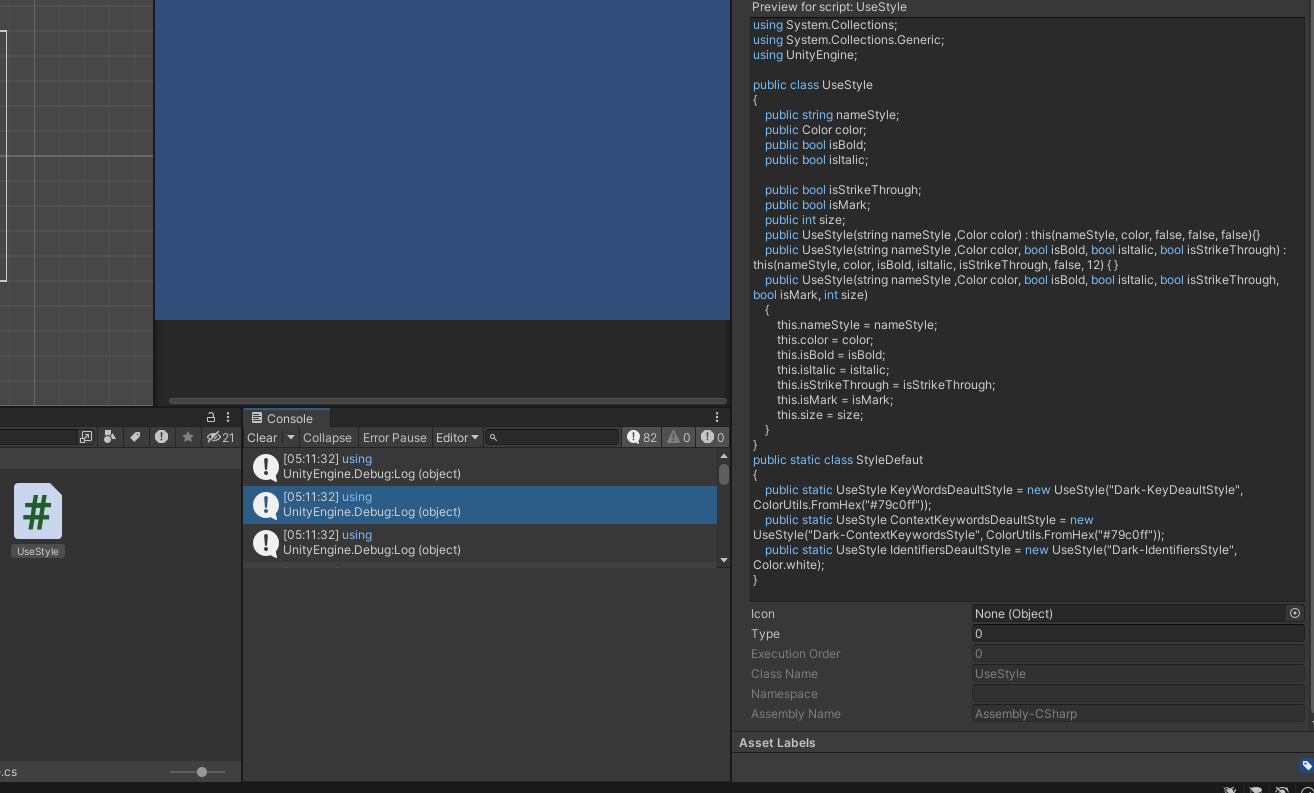 Preview for script: UseStyle
using System.Collections;
using System.Collections.Generic;
using UnityEngine;
public class UseStyle
{
public string nameStyle;
public Color color;
public bool isBold;
public bool isItalic;
public bool isStrikeThrough;
public bool isMark;
public int size;
public UseStyle(string nameStyle ,Color color) : this(nameStyle, color, false, false, false){}
public UseStyle(string nameStyle ,Color color, bool isBold, bool isItalic, bool isStrikeThrough) :
this(nameStyle, color, isBold, isItalic, isStrikeThrough, false, 12) { }
public UseStyle(string nameStyle ,Color color, bool isBold, bool isItalic, bool isStrikeThrough,
bool isMark, int size)
{
this.nameStyle = nameStyle;
this.color = color;
this.isBold = isBold;
this.isItalic = isItalic;
this.isStrikeThrough = isStrikeThrough;
this.isMark = isMark;
this.size = size;
}
}
public static class StyleDefaut
{
public static UseStyle KeyWordsDeaultStyle = new UseStyle("Dark-KeyDeaultStyle",
ColorUtils.FromHex("#79c0ff"));
public static UseStyle ContextKeywordsDeaultStyle = new
UseStyle("Dark-ContextKeywordsStyle", ColorUtils.FromHex("#79c0ff"));
public static UseStyle IdentifiersDeaultStyle = new UseStyle("Dark-IdentifiersStyle",
Color.white);
}
21
Console
Clear Collapse Error Pause Editor 82 0 0
[05:11:32] using
UnityEngine.Debug:Log (object)
[05:11:32] using
UnityEngine.Debug:Log (object)
[05:11:32] using
UnityEngine.Debug:Log (object)
#
UseStyle
.cs
Icon None (Object)
Type 0
Execution Order 0
Class Name UseStyle
Namespace
Assembly Name Assembly-CSharp
Asset Labels